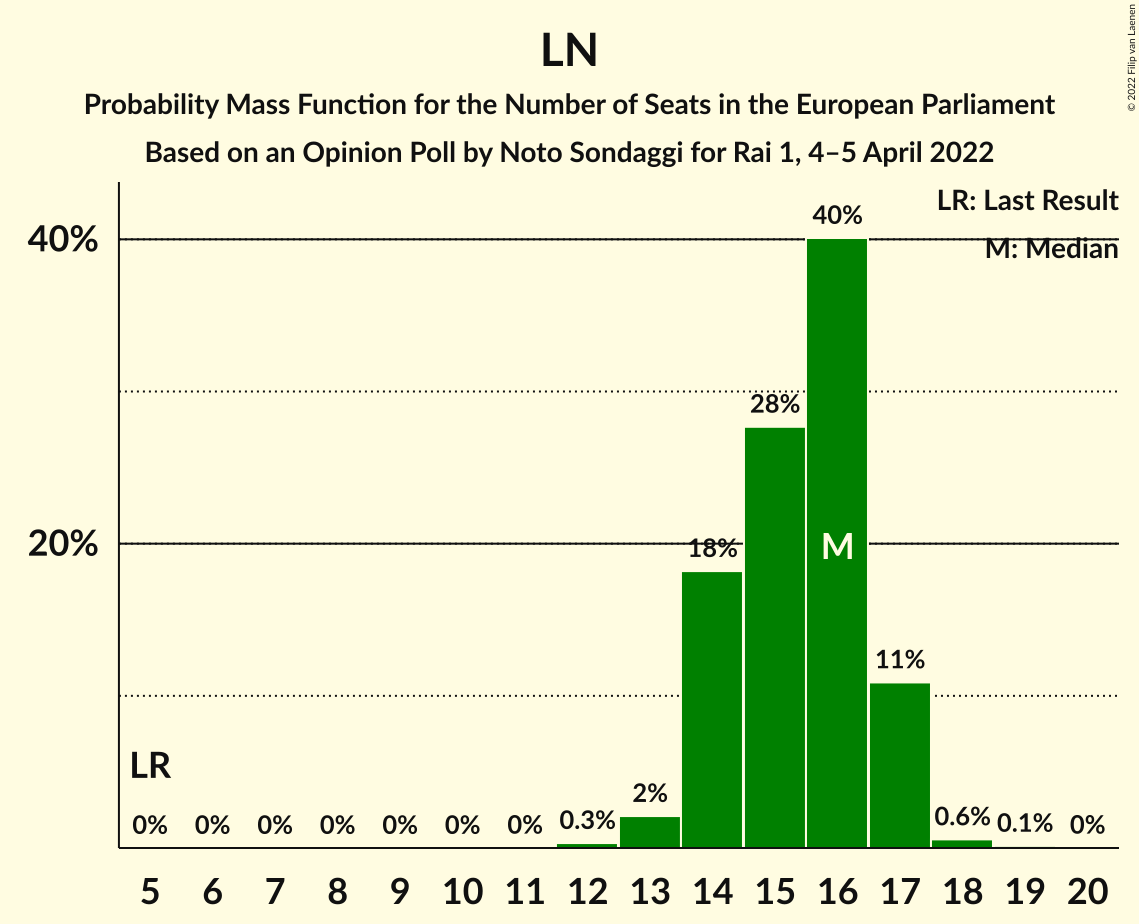 LN
Probability Mass Function for the Number of Seats in the European Parliament
Based on an Opinion Poll by Noto Sondaggi for Rai 1, 4–5 April 2022
© 2022 Filip van Laenen
LR: Last Result
M: Median
40%
20%
40%
28%
18%
M
11%
LR
0% 0% 0% 0% 0% 0% 0% 0.3% 2% 0.6% 0.1% 0%
5 6 7 8 9 10 11 12 13 14 15 16 17 18 19 20